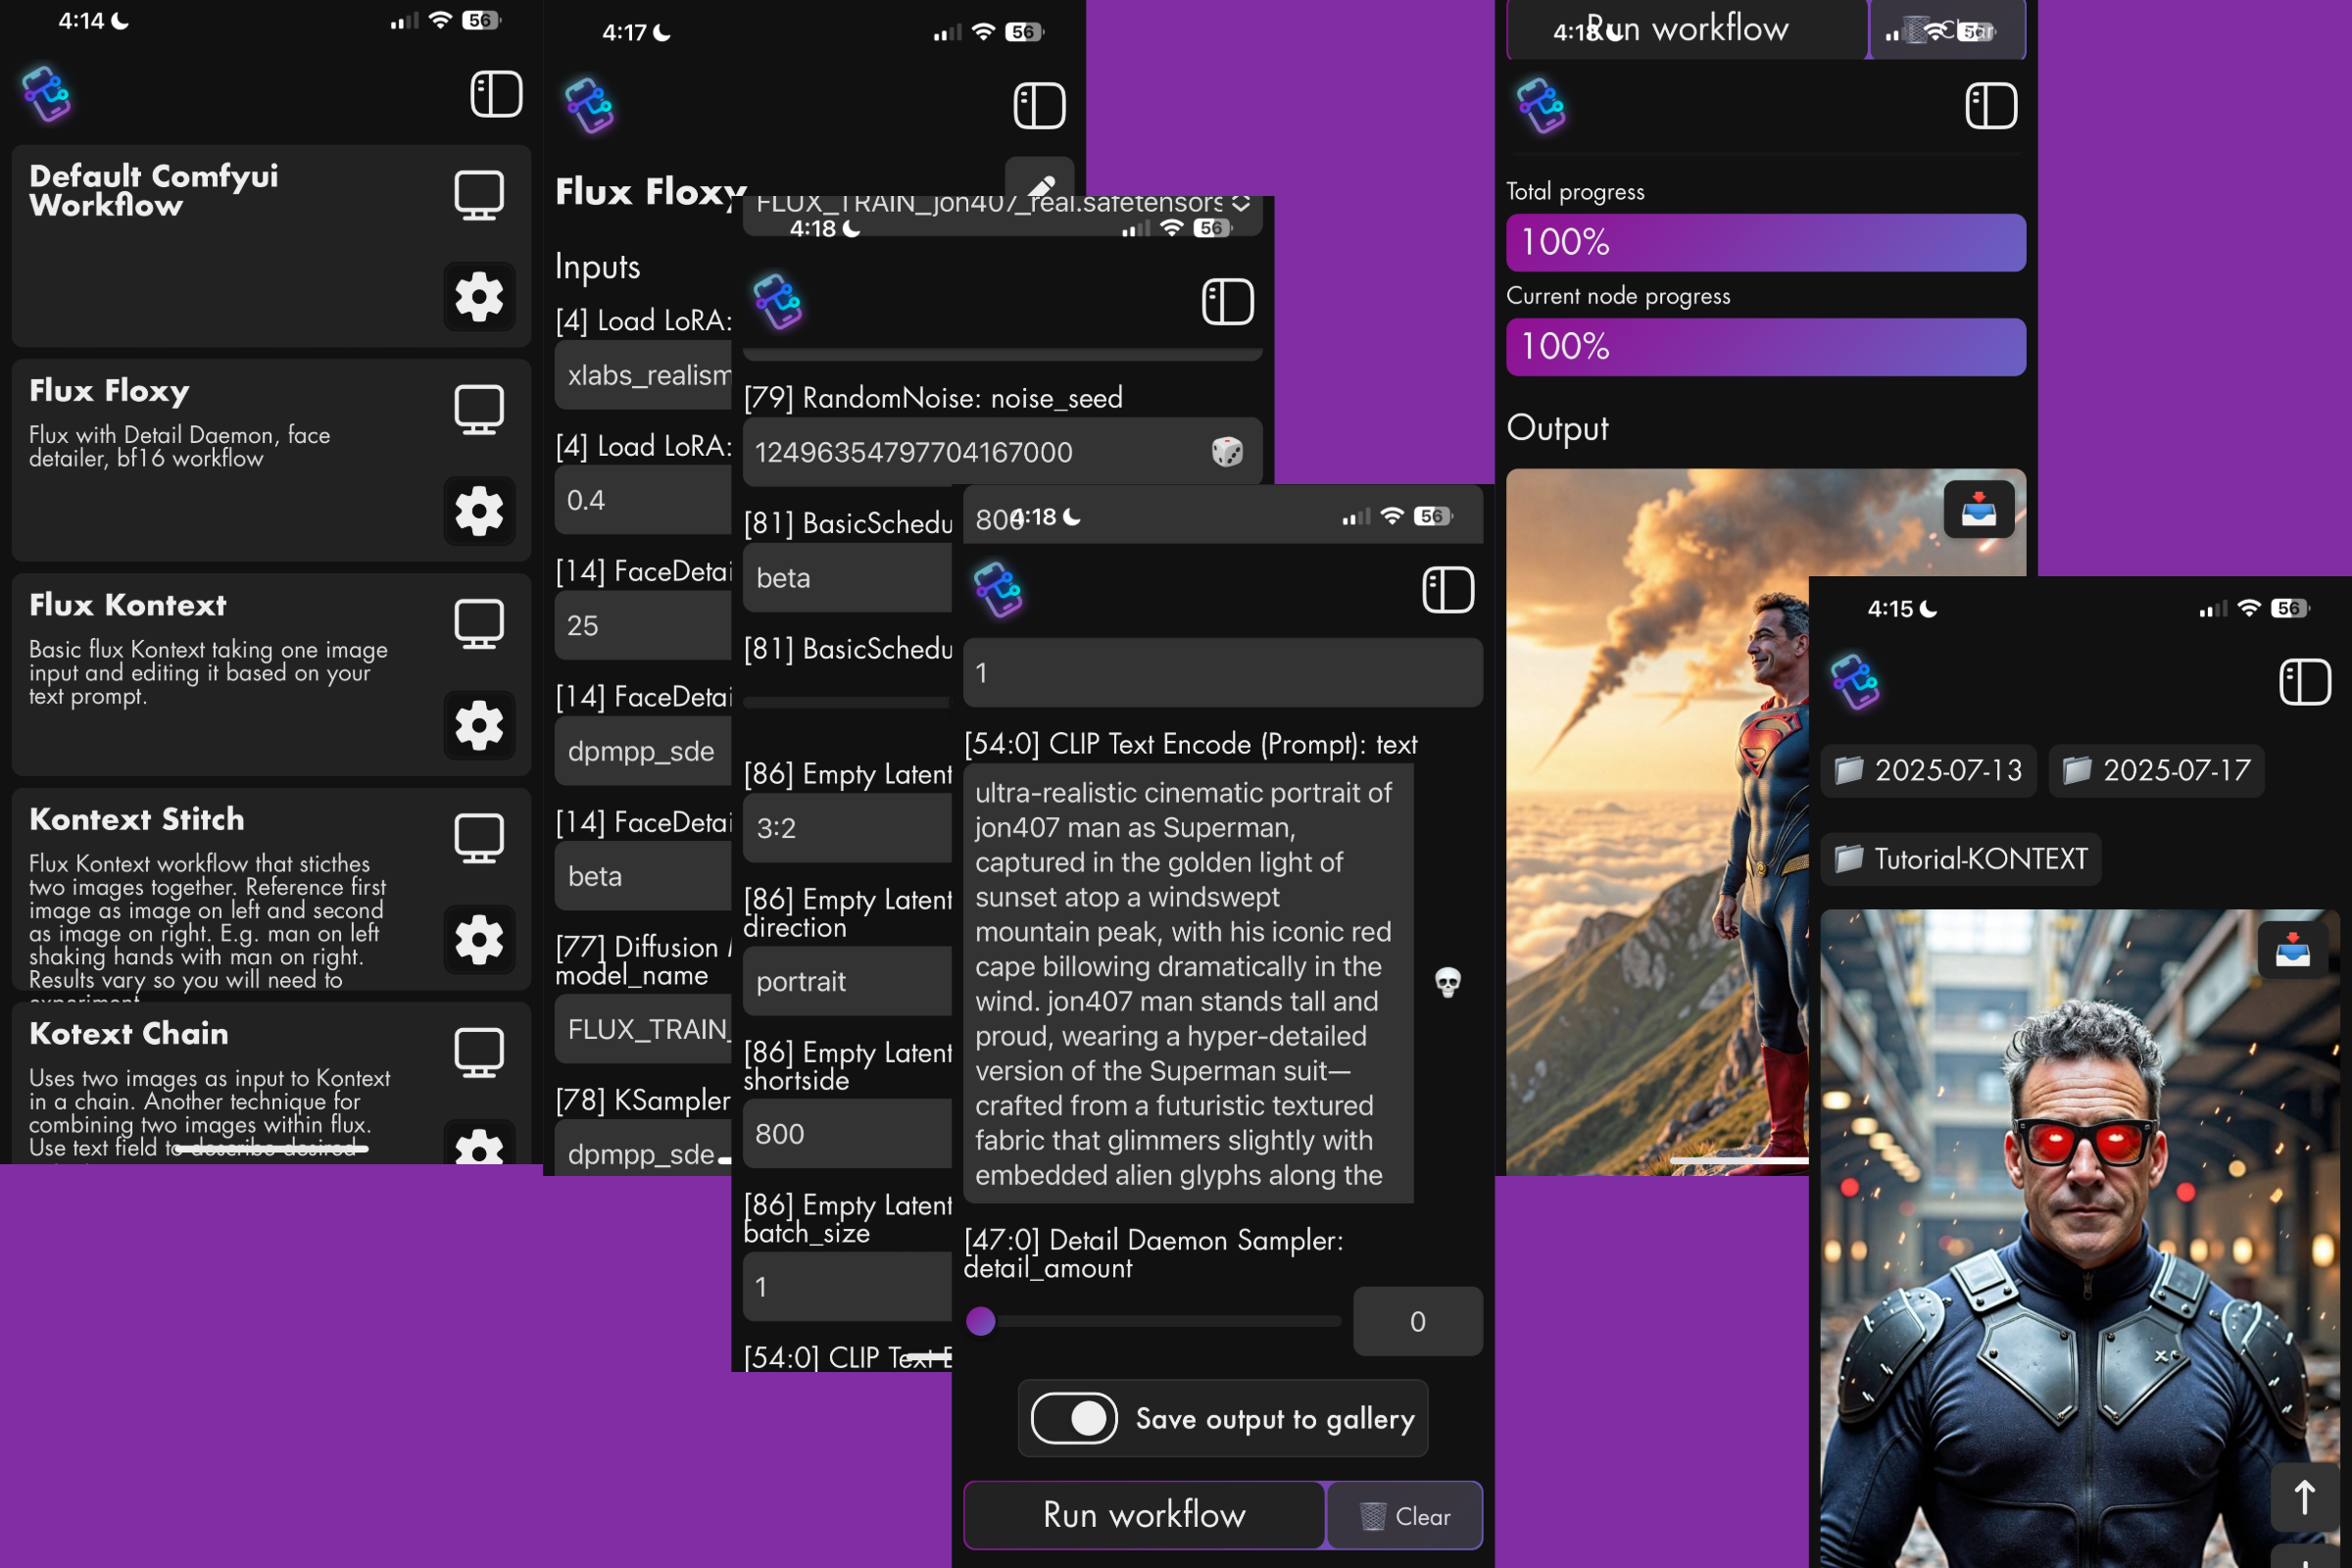 4:14
56
Default Comfyui
Workflow
Flux Floxy
Flux with Detail Daemon, face
detailer, bf16 workflow
Flux Kontext
Basic flux Kontext taking one image
input and editing it based on your
text prompt.
Kontext Stitch
Flux Kontext workflow that sticthes
two images together. Reference first
image as image on left and second
as image on right. E.g. man on left
shaking hands with man on right.
Results vary so you will need to
experiment
Kotext Chain
Uses two images as input to Kontext
in a chain. Another technique for
combining two images within flux.
Use text field to describe desired
4:17
56
Flux Floxy
Inputs
[4] Load LoRA:
xlabs_realism
[4] Load LoRA:
0.4
[14] FaceDetai
25
[14] FaceDetai
dpmpp_sde
[14] FaceDetai
beta
[77] Diffusion
model_name
FLUX_TRAIN_
[78] KSampler
dpmpp_sde
FLUX_TRAIN_jon407_real.safetensors
4:18
56
[79] RandomNoise: noise_seed
12496354797704167000
[81] BasicSchedu
beta
[81] BasicSchedu
[86] Empty Latent
3:2
[86] Empty Latent
direction
portrait
[86] Empty Latent
shortside
800
[86] Empty Latent
batch_size
1
[54:0] CLIP Text E
800
4:18
56
1
[54:0] CLIP Text Encode (Prompt): text
ultra-realistic cinematic portrait of
jon407 man as Superman,
captured in the golden light of
sunset atop a windswept
mountain peak, with his iconic red
cape billowing dramatically in the
wind. jon407 man stands tall and
proud, wearing a hyper-detailed
version of the Superman suit—
crafted from a futuristic textured
fabric that glimmers slightly with
embedded alien glyphs along the
[47:0] Detail Daemon Sampler:
detail_amount
0
Save output to gallery
Run workflow
Clear
Run workflow
Clear
4:18
56
Total progress
100%
Current node progress
100%
Output
4:15
56
2025-07-13
2025-07-17
Tutorial-KONTEXT